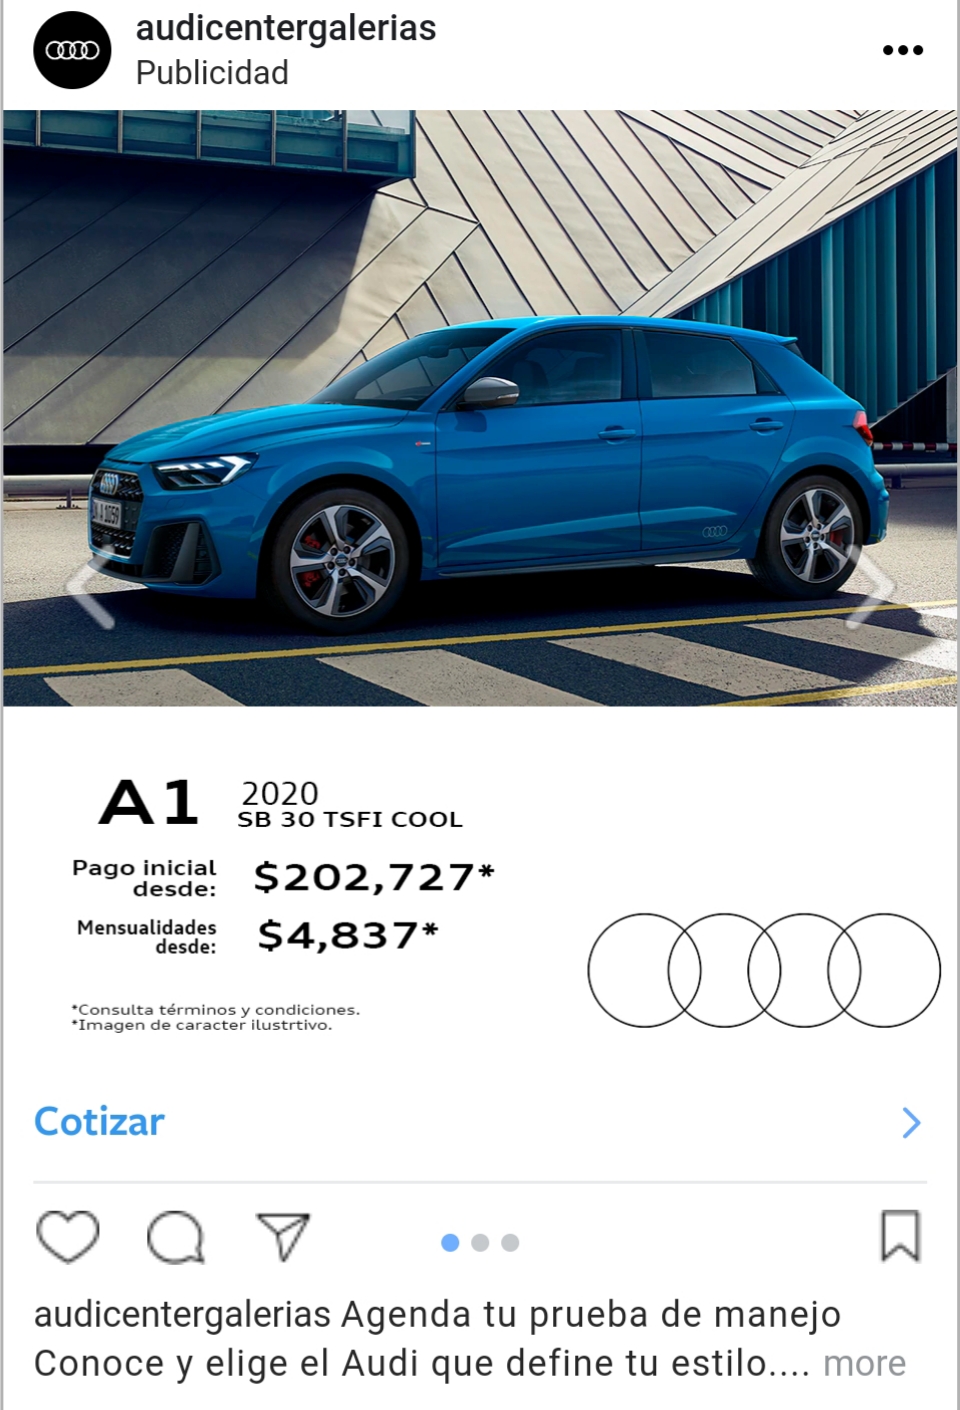 audicentergalerias
Publicidad
A1 2020
SB 30 TSFI COOL
Pago inicial
desde: $202,727*
Mensualidades
desde: $4,837*
*Consulta términos y condiciones.
*Imagen de caracter ilustrtivo.
Cotizar
audicentergalerias Agenda tu prueba de manejo
Conoce y elige el Audi que define tu estilo.... more